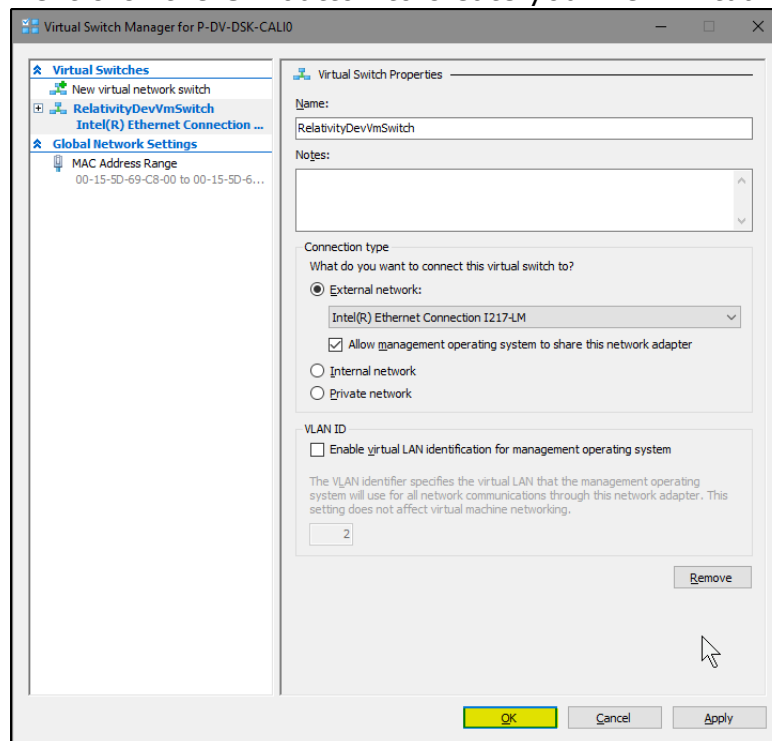 Virtual Switch Manager for P-DV-DSK-CALI0
Virtual Switches
New virtual network switch
RelativityDevVmSwitch
Intel(R) Ethernet Connection ...
Global Network Settings
MAC Address Range
00-15-5D-69-C8-00 to 00-15-5D-6...
Virtual Switch Properties
Name:
RelativityDevVmSwitch
Notes:
Connection type
What do you want to connect this virtual switch to?
External network:
Intel(R) Ethernet Connection I217-LM
Allow management operating system to share this network adapter
Internal network
Private network
VLAN ID
Enable virtual LAN identification for management operating system
The VLAN identifier specifies the virtual LAN that the management operating
system will use for all network communications through this network adapter. This
setting does not affect virtual machine networking.
2
Remove
OK Cancel Apply